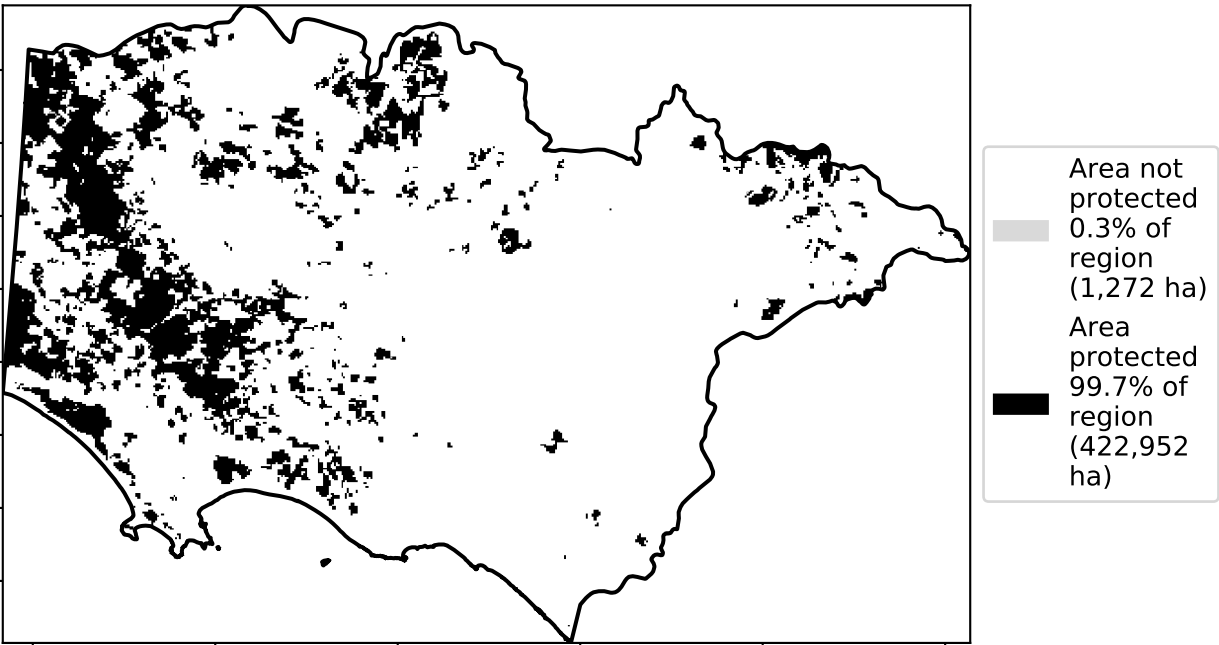 Area not
protected
0.3% of
region
(1,272 ha)
Area
protected
99.7% of
region
(422,952
ha)